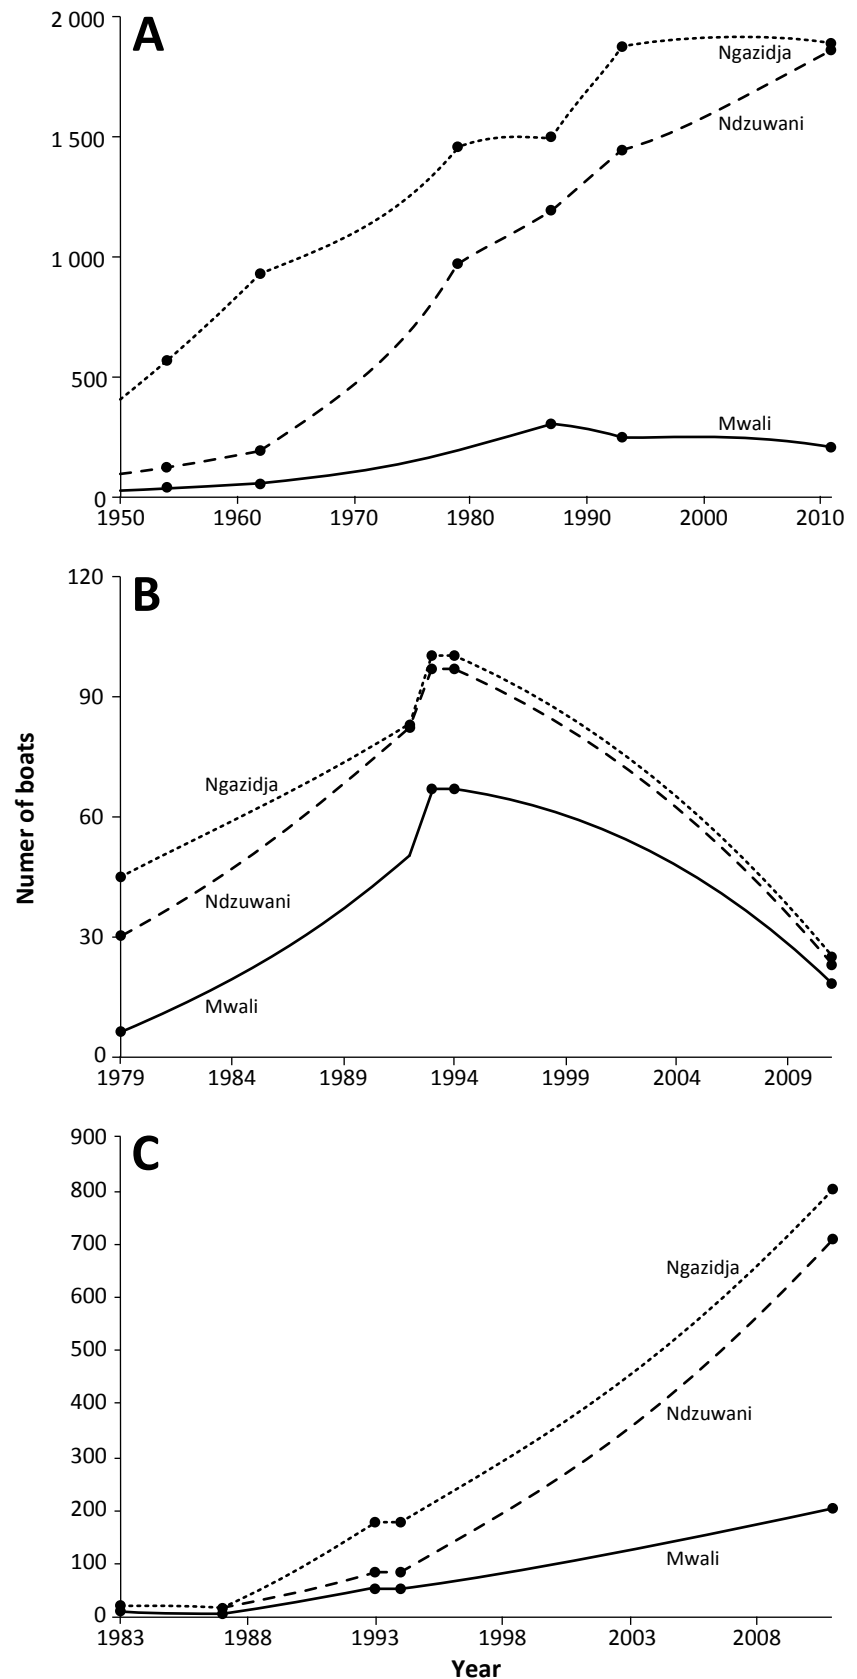 A
2 000
1 500
1 000
500
0
Ngazidja
Ndzuwani
Mwali
1950 1960 1970 1980 1990 2000 2010
B
120
90
60
30
0
Ngazidja
Ndzuwani
Mwali
1979 1984 1989 1994 1999 2004 2009
Numer of boats
C
900
800
700
600
500
400
300
200
100
0
Ngazidja
Ndzuwani
Mwali
1983 1988 1993 1998 2003 2008
Year